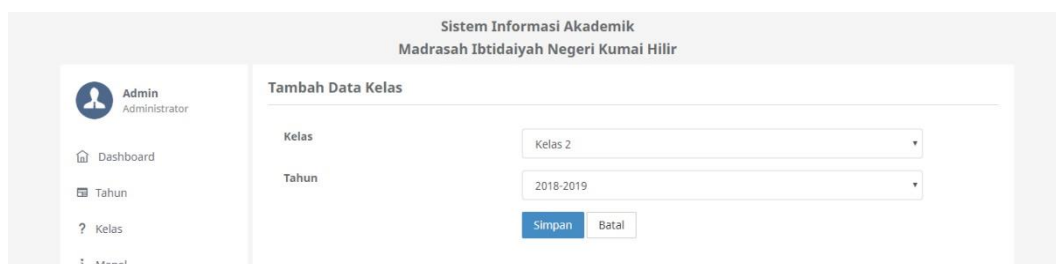 Sistem Informasi Akademik
Madrasah Ibtidaiyah Negeri Kumai Hilir
Admin
Administrator
Dashboard
Tahun
? Kelas
Tambah Data Kelas
Kelas
Kelas 2
Tahun
2018-2019
Simpan Batal